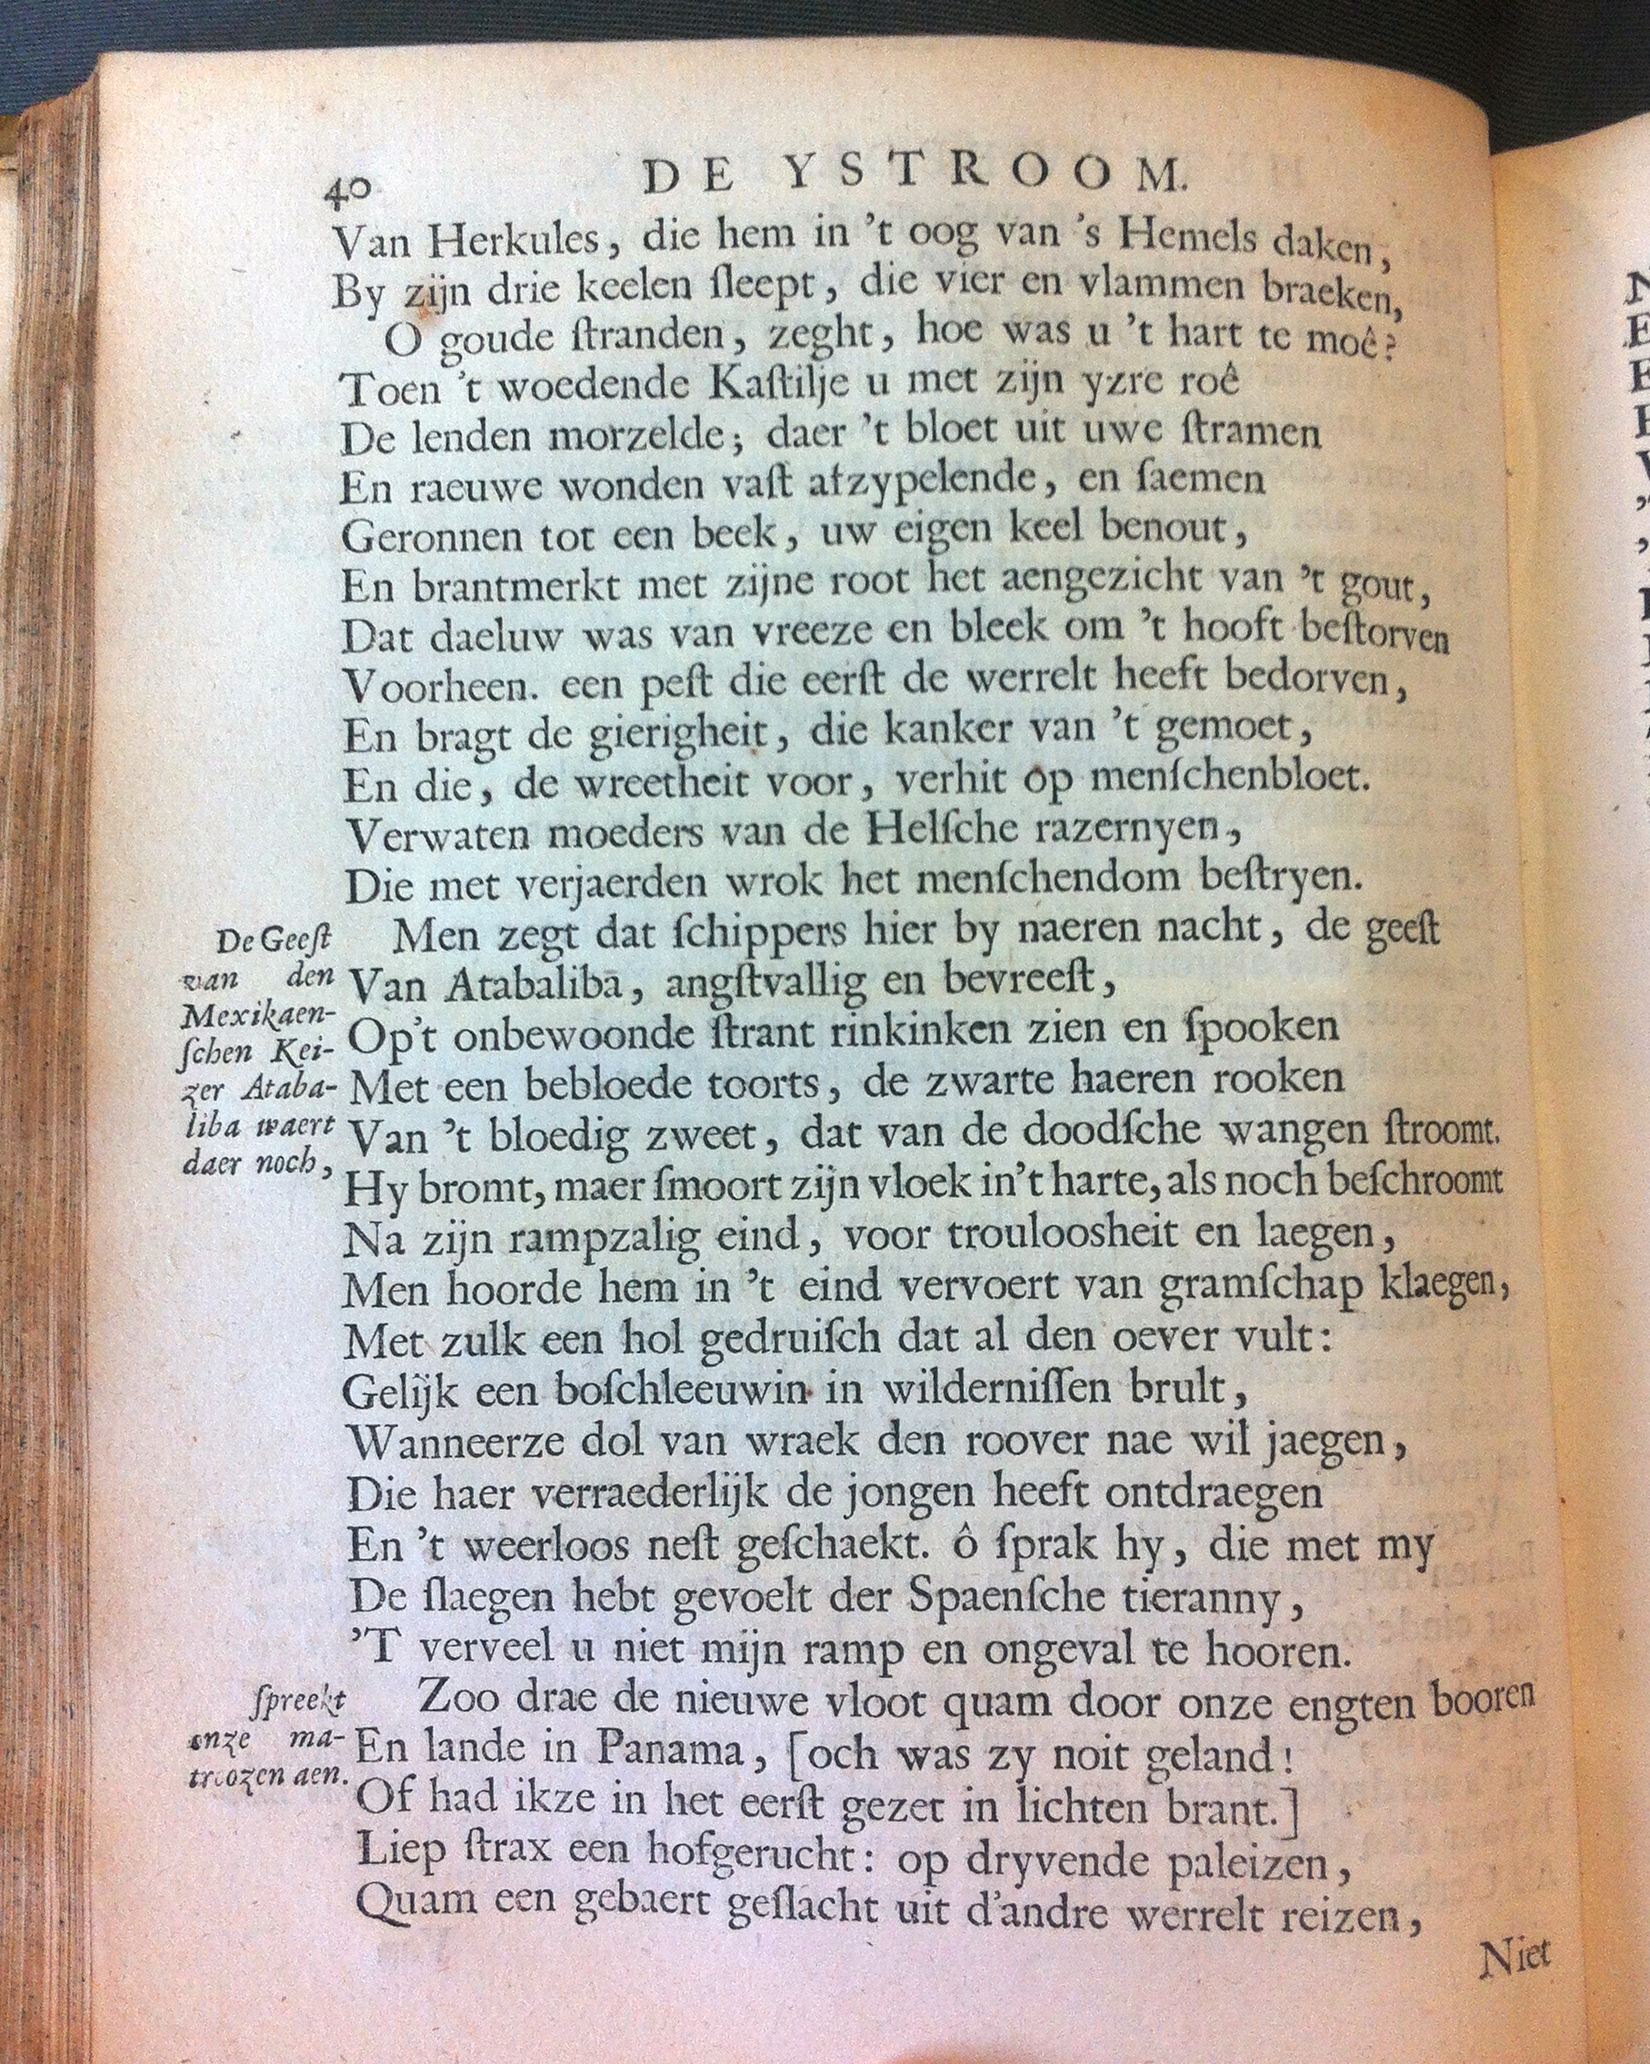 40 DE YSTROOM.
Van Herkules, die hem in 't oog van 's Hemels daken,
By zijn drie keelen ſleept, die vier en vlammen braeken,
O goude ſtranden, zeght, hoe was u 't hart te moê?
Toen 't woedende Kaſtilje u met zijn yzre roê
De lenden morzelde; daer 't bloet uit uwe ſtramen
En raeuwe wonden vaſt afzypelende, en ſaemen
Geronnen tot een beek, uw eigen keel benout,
En brantmerkt met zijne root het aengezicht van 't gout,
Dat daeluw was van vreeze en bleek om 't hooft beſtorven
Voorheen. een peſt die eerſt de werrelt heeft bedorven,
En bragt de gierigheit, die kanker van 't gemoet,
En die, de wreetheit voor, verhit op menſchenbloet.
Verwaten moeders van de Helſche razernyen,
Die met verjaerden wrok het menſchendom beſtryen.
De Geeſt
van den
Mexikaen-
ſchen Kei-
zer Ataba-
liba waert
daer noch,
Men zegt dat ſchippers hier by naeren nacht, de geeſt
Van Atabaliba, angſtvallig en bevreeſt,
Op't onbewoonde ſtrant rinkinken zien en ſpooken
Met een bebloede toorts, de zwarte haeren rooken
Van 't bloedig zweet, dat van de doodſche wangen ſtroomt.
Hy bromt, maer ſmoort zijn vloek in't harte, als noch beſchroomt
Na zijn rampzalig eind, voor trouloosheit en laegen,
Men hoorde hem in 't eind vervoert van gramſchap klaegen,
Met zulk een hol gedruiſch dat al den oever vult:
Gelijk een boſchleeuwin in wilderniſſen brult,
Wanneerze dol van wraek den roover nae wil jaegen,
Die haer verraederlijk de jongen heeft ontdraegen
En 't weerloos neſt geſchaekt. ô ſprak hy, die met my
De ſlaegen hebt gevoelt der Spaenſche tieranny,
'T verveel u niet mijn ramp en ongeval te hooren.
ſpreekt
onze ma-
troozen aen.
Zoo drae de nieuwe vloot quam door onze engten booren
En lande in Panama, [och was zy noit geland!
Of had ikze in het eerſt gezet in lichten brant.]
Liep ſtrax een hofgerucht: op dryvende paleizen,
Quam een gebaert geſlacht uit d'andre werrelt reizen,
Niet